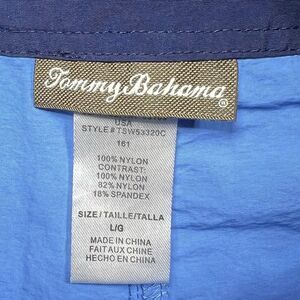 Tommy Bahama®
USA
STYLE# TSW53320C
161
100% NYLON
CONTRAST:
100% NYLON
82% NYLON
18% SPANDEX
SIZE/TAILLE/TALLA
L/G
MADE IN CHINA
FAIT AUX CHINE
HECHO EN CHINA